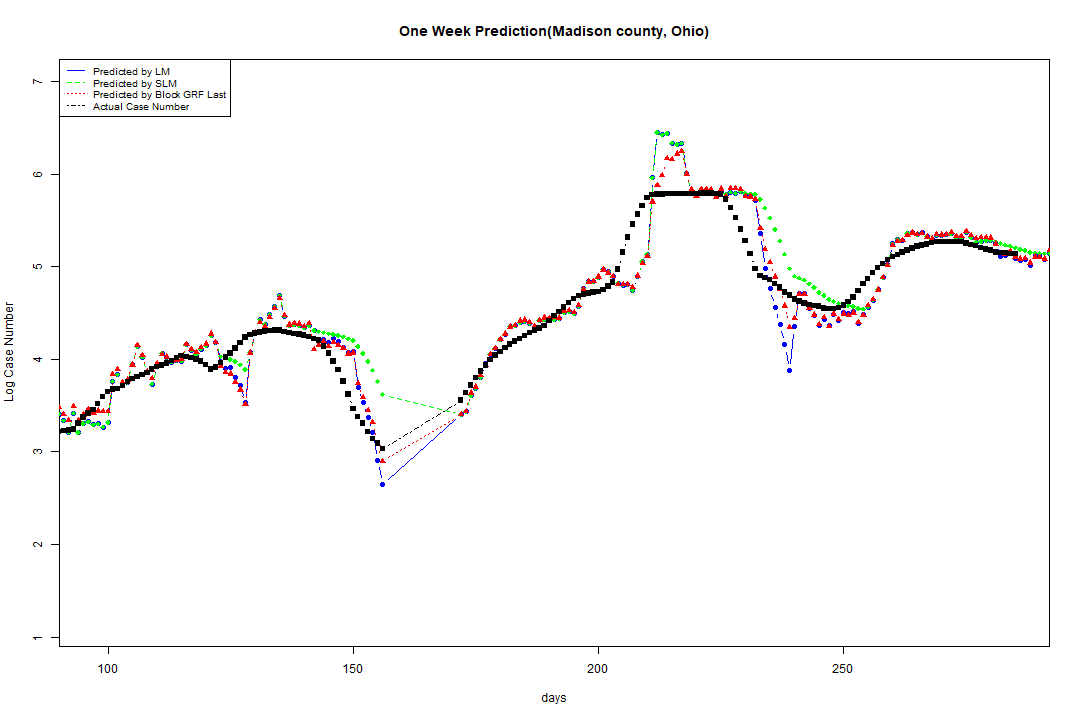 One Week Prediction(Madison county, Ohio)
Predicted by LM
Predicted by SLM
Predicted by Block GRF Last
Actual Case Number
7
6
5
4
3
2
1
Log Case Number
100
150
200
250
days